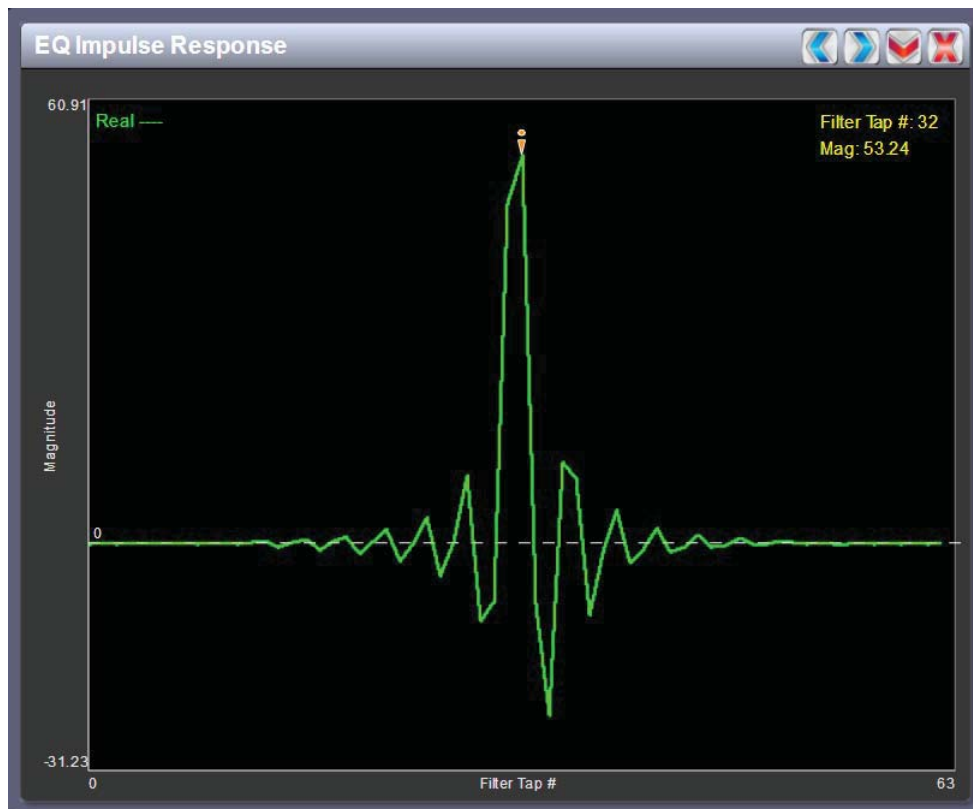 EQ Impulse Response
60.91
Real ----
Filter Tap #: 32
Mag: 53.24
Magnitude
0
-31.23
0
Filter Tap #
63